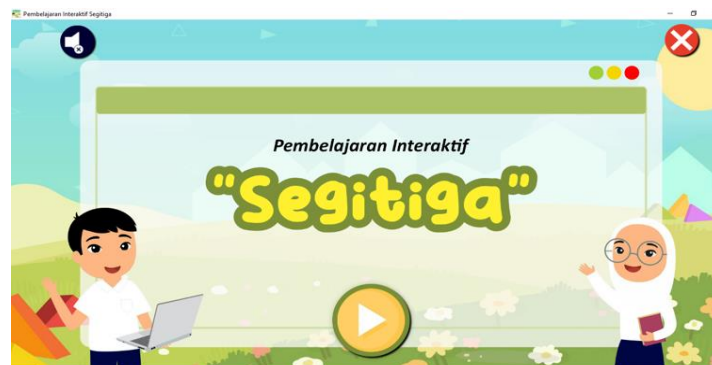 Pembelajaran Interaktif Segitiga
Pembelajaran Interaktif
"Segitiga"